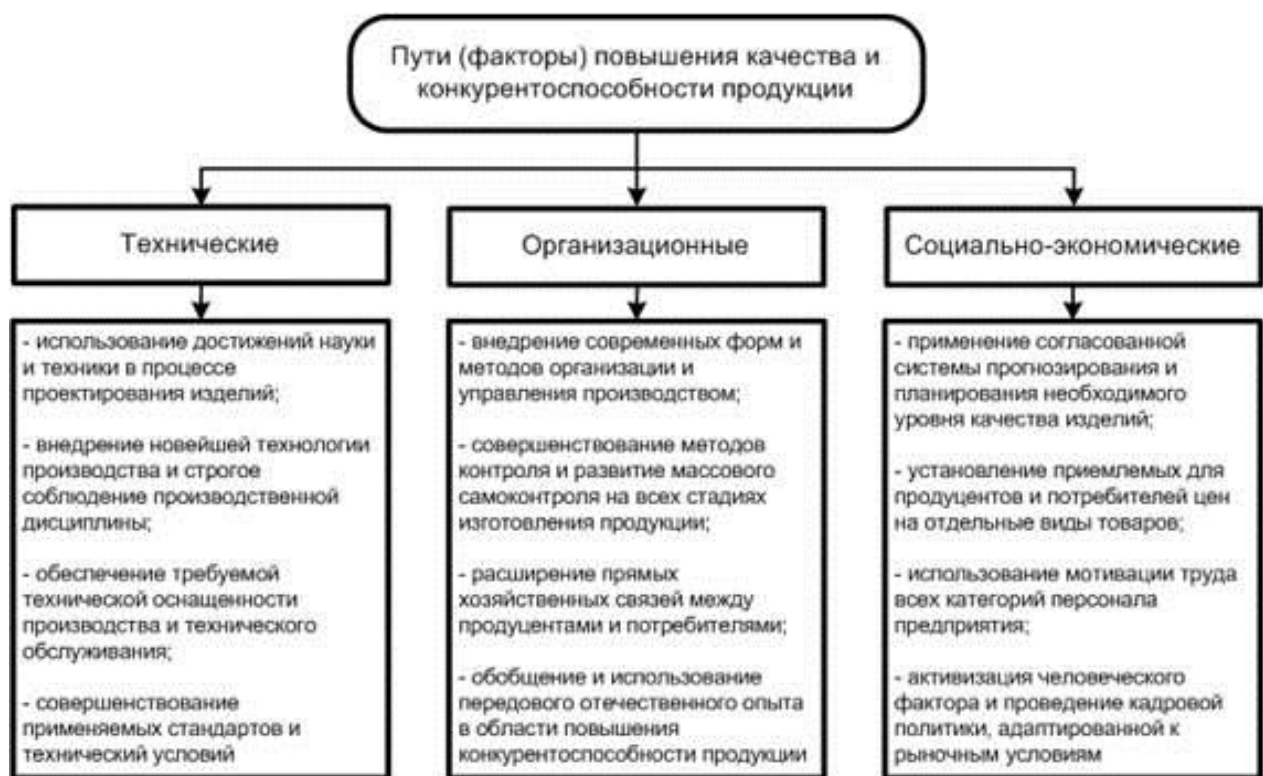 Пути (факторы) повышения качества и
конкурентоспособности продукции
Технические
Организационные
Социально-экономические
- использование достижений науки
и техники в процессе
проектирования изделий;
- внедрение новейшей технологии
производства и строгое
соблюдение производственной
дисциплины;
- обеспечение требуемой
технической оснащенности
производства и технического
обслуживания;
- совершенствование
применяемых стандартов и
технический условий
- внедрение современных форм и
методов организации и
управления производством;
- совершенствование методов
контроля и развитие массового
самоконтроля на всех стадиях
изготовления продукции;
- расширение прямых
хозяйственных связей между
продуцентами и потребителями;
- обобщение и использование
передового отечественного опыта
в области повышения
конкурентоспособности продукции
- применение согласованной
системы прогнозирования и
планирования необходимого
уровня качества изделий;
- установление приемлемых для
продуцентов и потребителей цен
на отдельные виды товаров;
- использование мотивации труда
всех категорий персонала
предприятия;
- активизация человеческого
фактора и проведение кадровой
политики, адаптированной к
рыночным условиям